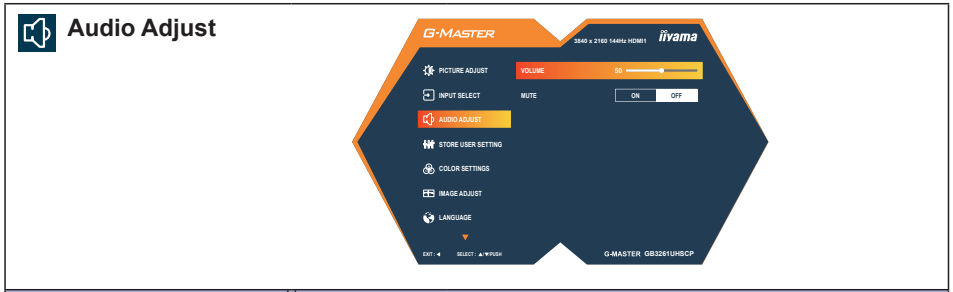 Audio Adjust
G-MASTER
3840 x 2160 144Hz HDMI1
iiyama
PICTURE ADJUST
VOLUME 50
INPUT SELECT
MUTE ON OFF
AUDIO ADJUST
STORE USER SETTING
COLOR SETTINGS
IMAGE ADJUST
LANGUAGE
EXIT : ◀ SELECT : ▲/▼/PUSH
G-MASTER GB3261UHSCP